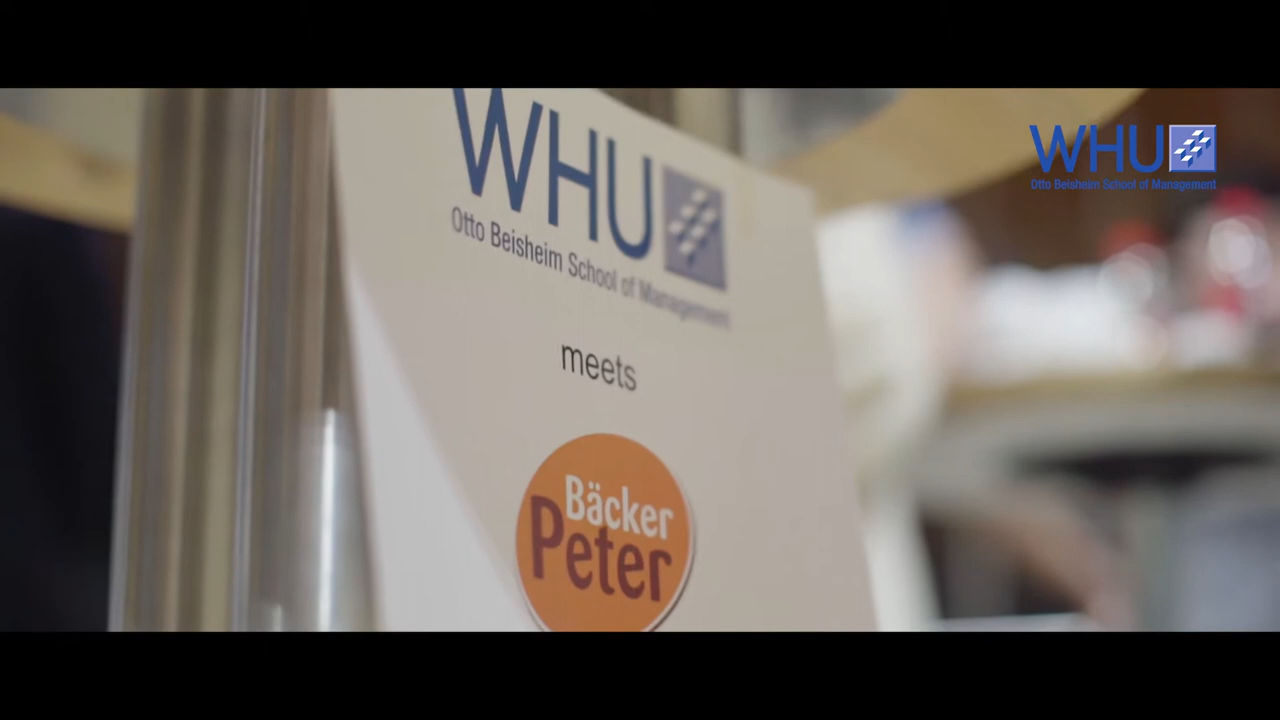 WHU
Otto Beisheim School of Management
meets
Bäcker
Peter
WHU
Otto Beisheim School of Management